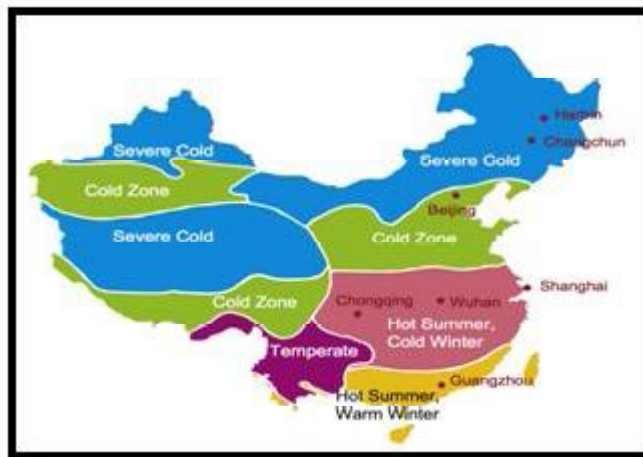 Harbin
Changchun
Severe Cold
Severe Cold
Cold Zone
Beijing
Severe Cold
Cold Zone
Cold Zone
Shanghai
Chongqing
Wuhan
Hot Summer,
Cold Winter
Temperate
Guangzhou
Hot Summer,
Warm Winter